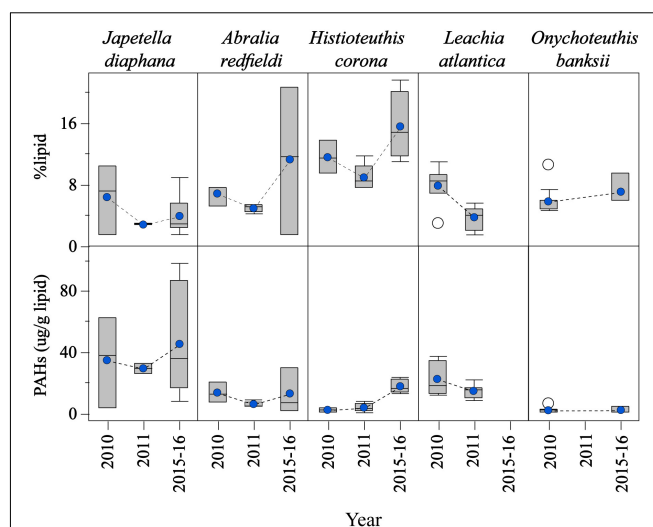 Japetella Abralia Histioteuthis Leachia Onychoteuthis
diaphana redfieldi corona atlantica banksii
%lipid
16
8
0
PAHs (ug/g lipid)
80
40
0
2010 2011 2015-16 2010 2011 2015-16 2010 2011 2015-16 2010 2011 2015-16 2010 2011 2015-16
Year